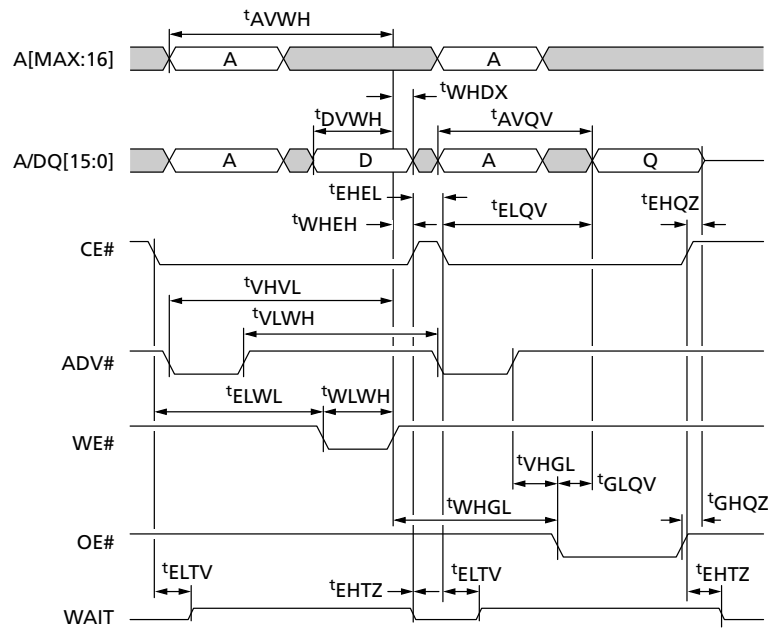 tAVWH
A[MAX:16] A A
tWHDX
tDVWH tAVQV
A/DQ[15:0] A D A Q
tEHEL tELQV tEHQZ
tWHEH
CE#
tVHVL
tVLWH
ADV#
tELWL tWLWH
WE#
tVHGL tGLQV
tWHGL tGHQZ
OE#
tELTV tEHTZ tELTV tEHTZ
WAIT